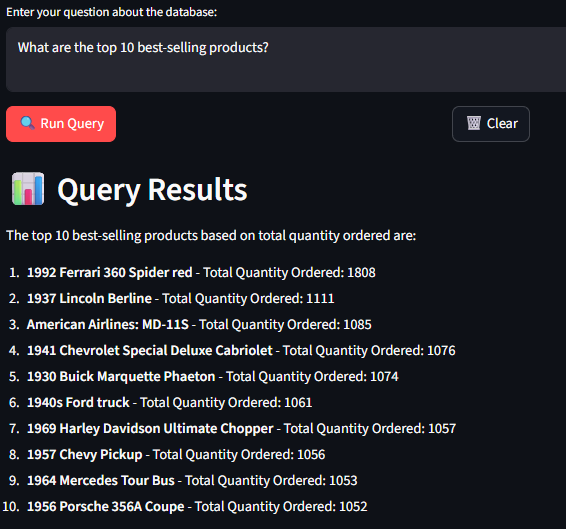 Enter your question about the database:
What are the top 10 best-selling products?
Run Query
Clear
Query Results
The top 10 best-selling products based on total quantity ordered are:
1. 1992 Ferrari 360 Spider red - Total Quantity Ordered: 1808
2. 1937 Lincoln Berline - Total Quantity Ordered: 1111
3. American Airlines: MD-11S - Total Quantity Ordered: 1085
4. 1941 Chevrolet Special Deluxe Cabriolet - Total Quantity Ordered: 1076
5. 1930 Buick Marquette Phaeton - Total Quantity Ordered: 1074
6. 1940s Ford truck - Total Quantity Ordered: 1061
7. 1969 Harley Davidson Ultimate Chopper - Total Quantity Ordered: 1057
8. 1957 Chevy Pickup - Total Quantity Ordered: 1056
9. 1964 Mercedes Tour Bus - Total Quantity Ordered: 1053
10. 1956 Porsche 356A Coupe - Total Quantity Ordered: 1052